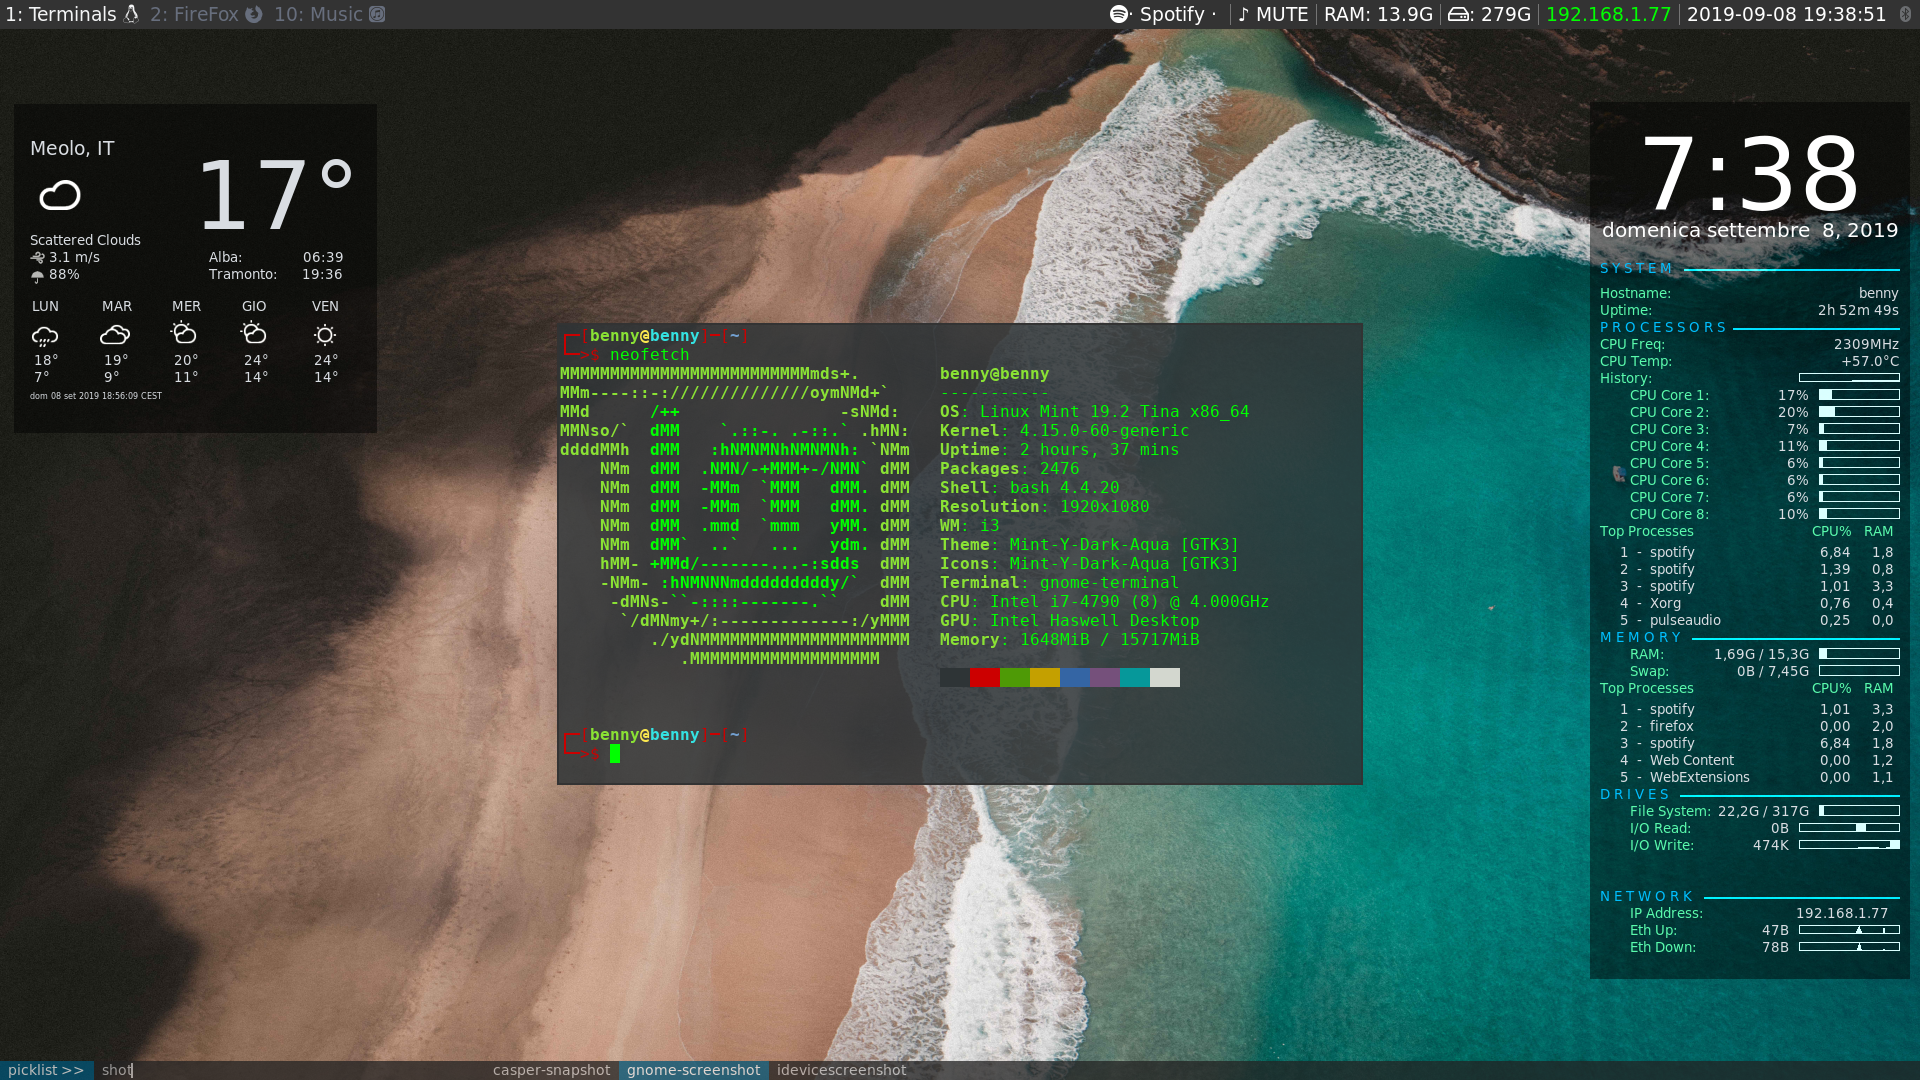 1: Terminals 2: FireFox 10: Music
· Spotify · ♪ MUTE RAM: 13.9G : 279G 192.168.1.77 2019-09-08 19:38:51
Meolo, IT
17°
Scattered Clouds
3.1 m/s Alba: 06:39
88% Tramonto: 19:36
LUN MAR MER GIO VEN
18° 19° 20° 24° 24°
7° 9° 11° 14° 14°
dom 08 set 2019 18:56:09 CEST
┌─[benny@benny]─[~]
└─>$ neofetch
MMMMMMMMMMMMMMMMMMMMMMMMMmds+.        benny@benny
MMm----::-://////////////oymNMd+`     -----------
MMd      /++                -sNMd:    OS: Linux Mint 19.2 Tina x86_64
MMNso/`  dMM    `.::-. .-::.` .hMN:   Kernel: 4.15.0-60-generic
ddddMMh  dMM   :hNMNMNhNMNMNh: `NMm   Uptime: 2 hours, 37 mins
    NMm  dMM  .NMN/-+MMM+-/NMN` dMM   Packages: 2476
    NMm  dMM  -MMm  `MMM   dMM. dMM   Shell: bash 4.4.20
    NMm  dMM  -MMm  `MMM   dMM. dMM   Resolution: 1920x1080
    NMm  dMM  .mmd  `mmm   yMM. dMM   WM: i3
    NMm  dMM`  ..`   ...   ydm. dMM   Theme: Mint-Y-Dark-Aqua [GTK3]
    hMM- +MMd/-------...-:sdds  dMM   Icons: Mint-Y-Dark-Aqua [GTK3]
    -NMm- :hNMNNNmdddddddddy/`  dMM   Terminal: gnome-terminal
     -dMNs-``-::::-------.``    dMM   CPU: Intel i7-4790 (8) @ 4.000GHz
      `/dMNmy+/:-------------:/yMMM   GPU: Intel Haswell Desktop
         ./ydNMMMMMMMMMMMMMMMMMMMMM   Memory: 1648MiB / 15717MiB
            .MMMMMMMMMMMMMMMMMMM
┌─[benny@benny]─[~]
└─>$
7:38
domenica settembre 8, 2019
SYSTEM
Hostname: benny
Uptime: 2h 52m 49s
PROCESSORS
CPU Freq: 2309MHz
CPU Temp: +57.0°C
History:
CPU Core 1: 17%
CPU Core 2: 20%
CPU Core 3: 7%
CPU Core 4: 11%
CPU Core 5: 6%
CPU Core 6: 6%
CPU Core 7: 6%
CPU Core 8: 10%
Top Processes CPU% RAM
1 - spotify 6,84 1,8
2 - spotify 1,39 0,8
3 - spotify 1,01 3,3
4 - Xorg 0,76 0,4
5 - pulseaudio 0,25 0,0
MEMORY
RAM: 1,69G / 15,3G
Swap: 0B / 7,45G
Top Processes CPU% RAM
1 - spotify 1,01 3,3
2 - firefox 0,00 2,0
3 - spotify 6,84 1,8
4 - Web Content 0,00 1,2
5 - WebExtensions 0,00 1,1
DRIVES
File System: 22,2G / 317G
I/O Read: 0B
I/O Write: 474K
NETWORK
IP Address: 192.168.1.77
Eth Up: 47B
Eth Down: 78B
picklist >> shot casper-snapshot gnome-screenshot idevicescreenshot